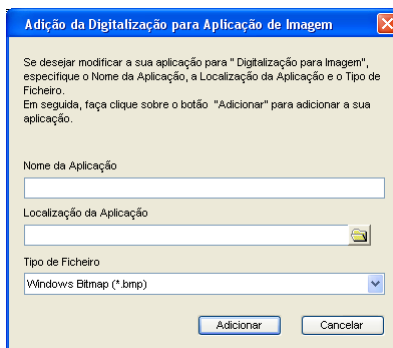 Adição da Digitalização para Aplicação de Imagem
Se desejar modificar a sua aplicação para " Digitalização para Imagem",
especifique o Nome da Aplicação, a Localização da Aplicação e o Tipo de
Ficheiro.
Em seguida, faça clique sobre o botão "Adicionar" para adicionar a sua
aplicação.
Nome da Aplicação
Localização da Aplicação
Tipo de Ficheiro
Windows Bitmap (*.bmp)
Adicionar Cancelar